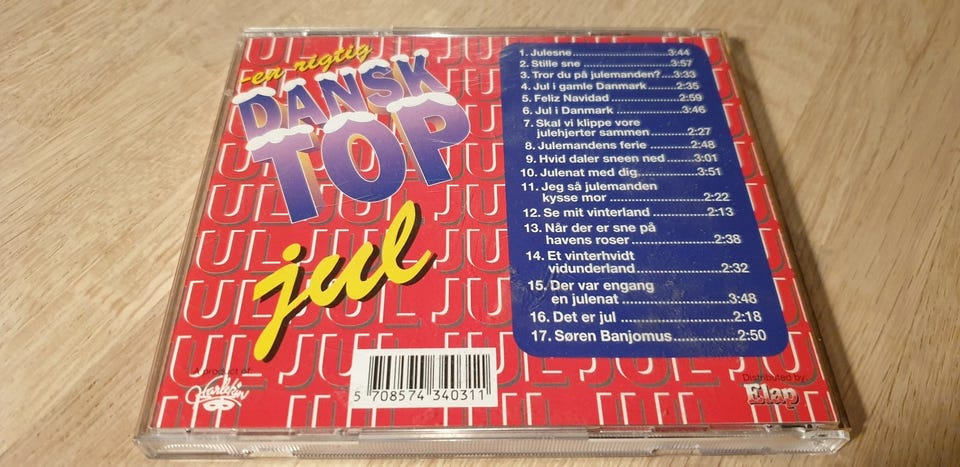 -en rigtig
DANSK
TOP
jul
1. Julesne...3:44
2. Stille sne...3:57
3. Tror du på julemanden?...3:33
4. Jul i gamle Danmark...2:35
5. Feliz Navidad...2:59
6. Jul i Danmark...3:46
7. Skal vi klippe vore
julehjerter sammen...2:27
8. Julemandens ferie...2:48
9. Hvid daler sneen ned...3:01
10. Julenat med dig...3:51
11. Jeg så julemanden
kysse mor...2:22
12. Se mit vinterland...2:13
13. Når der er sne på
havens roser...2:38
14. Et vinterhvidt
vidunderland...2:32
15. Der var engang
en julenat...3:48
16. Det er jul...2:18
17. Søren Banjomus...2:50
A product of
Harlekin
5 708574 340311
Distributed by
Elap